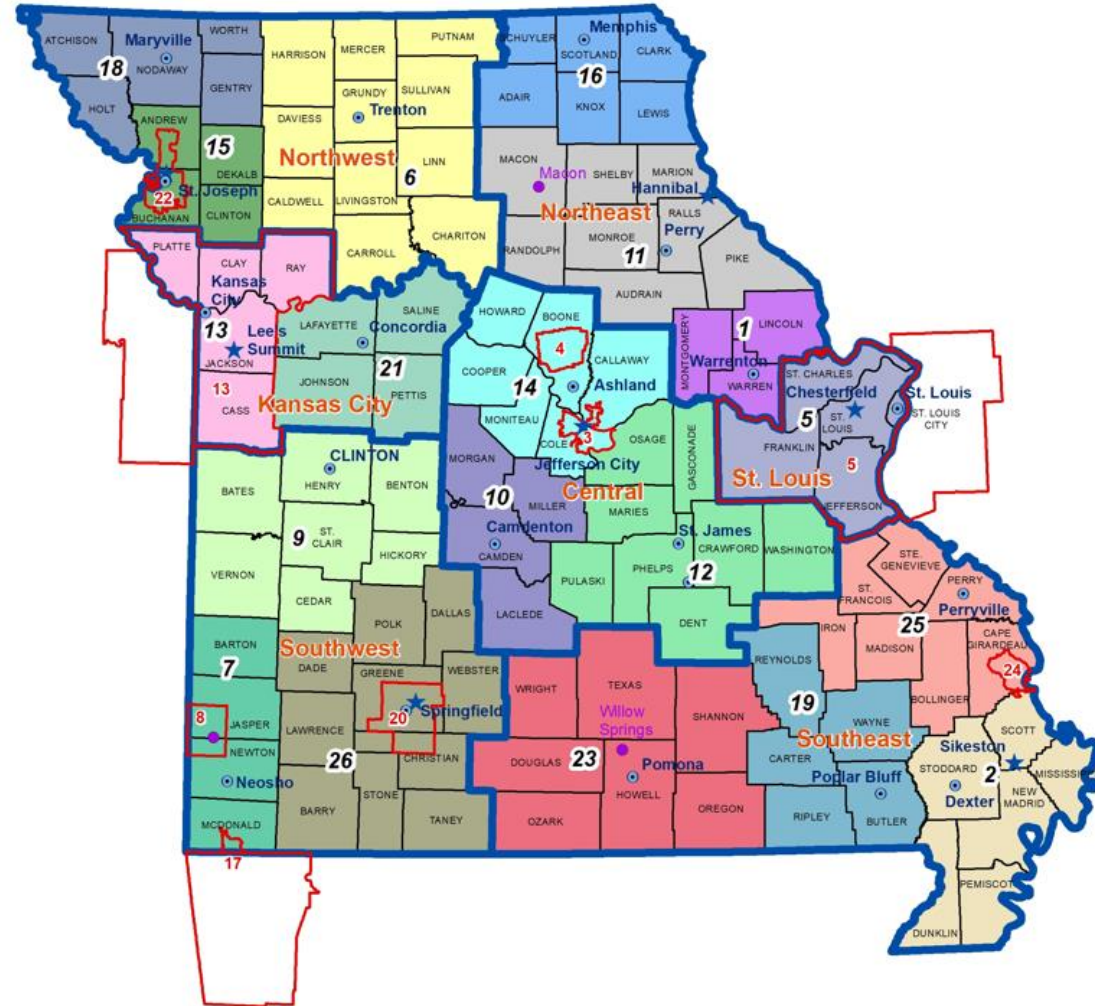 ATCHISON
Maryville
NODAWAY
WORTH
18
HOLT
GENTRY
HARRISON
MERCER
PUTNAM
GRUNDY
SULLIVAN
Trenton
DAVIESS
Northwest
LINN
6
CALDWELL
LIVINGSTON
CARROLL
CHARITON
ANDREW
15
DEKALB
St. Joseph
22
BUCHANAN
CLINTON
SCHUYLER
Memphis
SCOTLAND
CLARK
16
ADAIR
KNOX
LEWIS
MACON
Macon
SHELBY
MARION
Hannibal
Northeast
RALLS
Perry
MONROE
11
RANDOLPH
PIKE
AUDRAIN
PLATTE
CLAY
RAY
Kansas
City
13
Lee's
Summit
JACKSON
13
CASS
LAFAYETTE
SALINE
Concordia
JOHNSON
21
PETTIS
Kansas City
HOWARD
BOONE
4
CALLAWAY
COOPER
14
Ashland
MONITEAU
COLE
3
Jefferson City
OSAGE
GASCONADE
MONTGOMERY
1
LINCOLN
Warrenton
WARREN
ST. CHARLES
Chesterfield
St. Louis
5
ST.
LOUIS
ST. LOUIS
CITY
FRANKLIN
St. Louis
5
JEFFERSON
MORGAN
10
MILLER
Central
MARIES
Camdenton
CAMDEN
St. James
CRAWFORD
WASHINGTON
PULASKI
PHELPS
12
LACLEDE
DENT
BATES
CLINTON
HENRY
BENTON
9
ST.
CLAIR
HICKORY
VERNON
CEDAR
POLK
DALLAS
BARTON
Southwest
7
DADE
GREENE
WEBSTER
8
JASPER
20
Springfield
LAWRENCE
NEWTON
26
CHRISTIAN
Neosho
STONE
BARRY
TANEY
MCDONALD
17
WRIGHT
TEXAS
Willow
Springs
SHANNON
DOUGLAS
23
Pomona
HOWELL
OZARK
OREGON
STE.
GENEVIEVE
ST.
FRANCOIS
PERRY
Perryville
IRON
25
MADISON
CAPE
GIRARDEAU
24
BOLLINGER
REYNOLDS
19
WAYNE
Southeast
CARTER
Poplar Bluff
RIPLEY
BUTLER
SCOTT
Sikeston
STODDARD
2
MISSISSIPPI
Dexter
NEW
MADRID
PEMISCOT
DUNKLIN